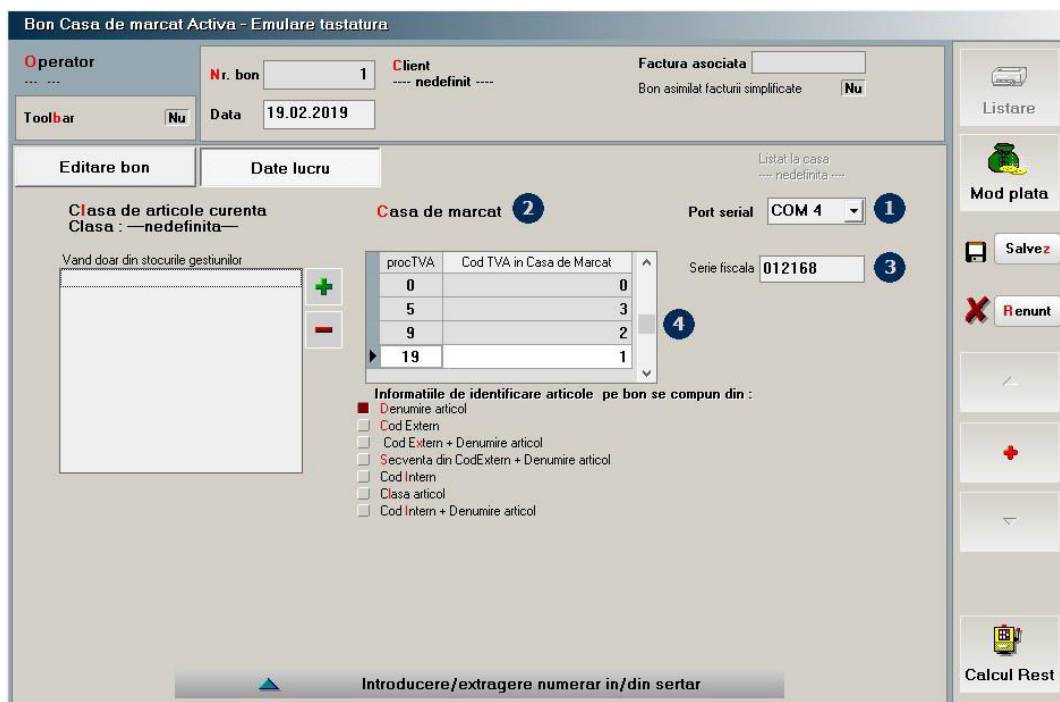 Bon Casa de marcat Activa - Emulare tastatura
Operator
--- ---
Toolbar Nu
Nr. bon 1
Data 19.02.2019
Client
---- nedefinit ----
Factura asociata
Bon asimilat facturii simplificate Nu
Listare
Mod plata
Salvez
Renunt
Calcul Rest
Editare bon
Date lucru
Listat la casa
---- nedefinita ----
Clasa de articole curenta
Clasa : —nedefinita—
Vand doar din stocurile gestiunilor
Casa de marcat 2
Port serial COM 4 1
Serie fiscala 012168 3
procTVA Cod TVA in Casa de Marcat
0 0
5 3
9 2
19 1
4
Informatiile de identificare articole pe bon se compun din :
Denumire articol
Cod Extern
Cod Extern + Denumire articol
Secventa din CodExtern + Denumire articol
Cod Intern
Clasa articol
Cod Intern + Denumire articol
Introducere/extragere numerar in/din sertar